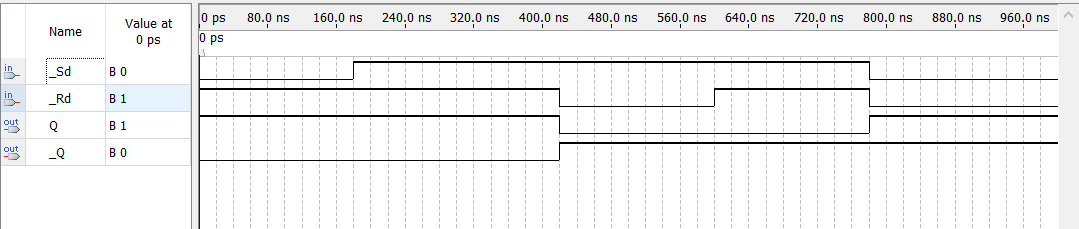 Name Value at 0 ps
0 ps 80.0 ns 160.0 ns 240.0 ns 320.0 ns 400.0 ns 480.0 ns 560.0 ns 640.0 ns 720.0 ns 800.0 ns 880.0 ns 960.0 ns
0 ps
in _Sd B 0
in _Rd B 1
out Q B 1
out _Q B 0